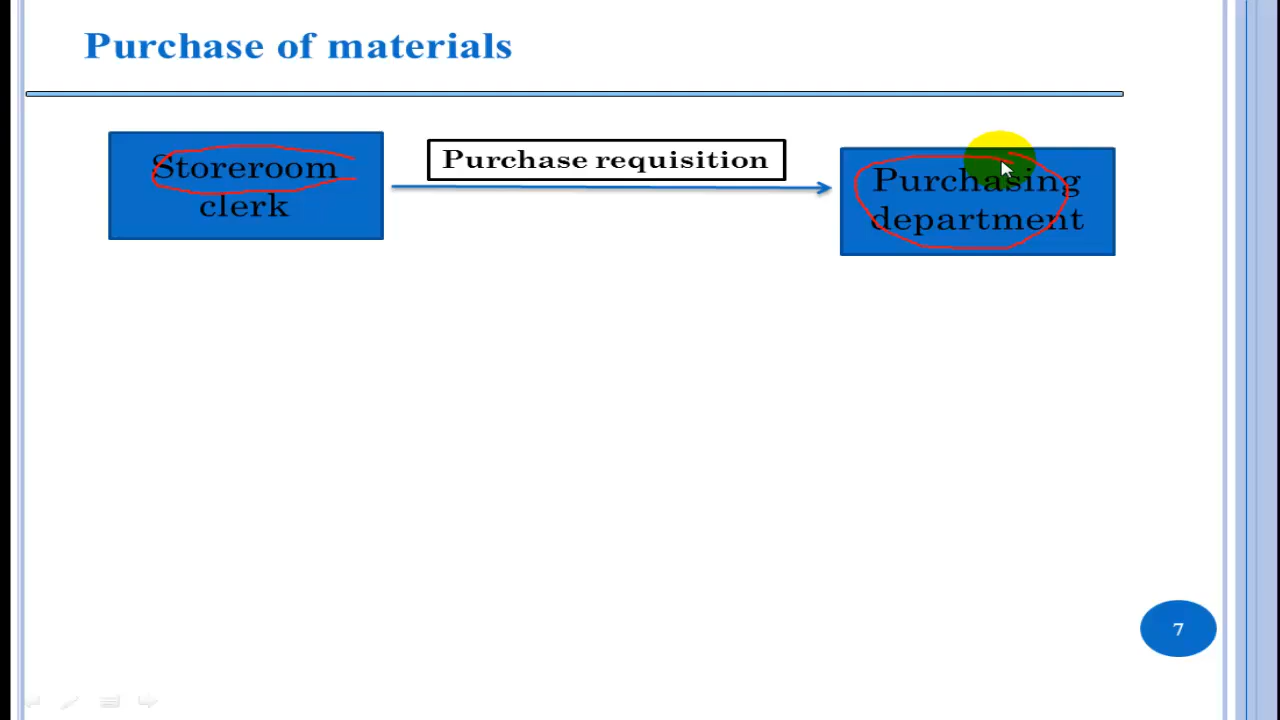 Purchase of materials
Storeroom
clerk
Purchase requisition
Purchasing
department
7